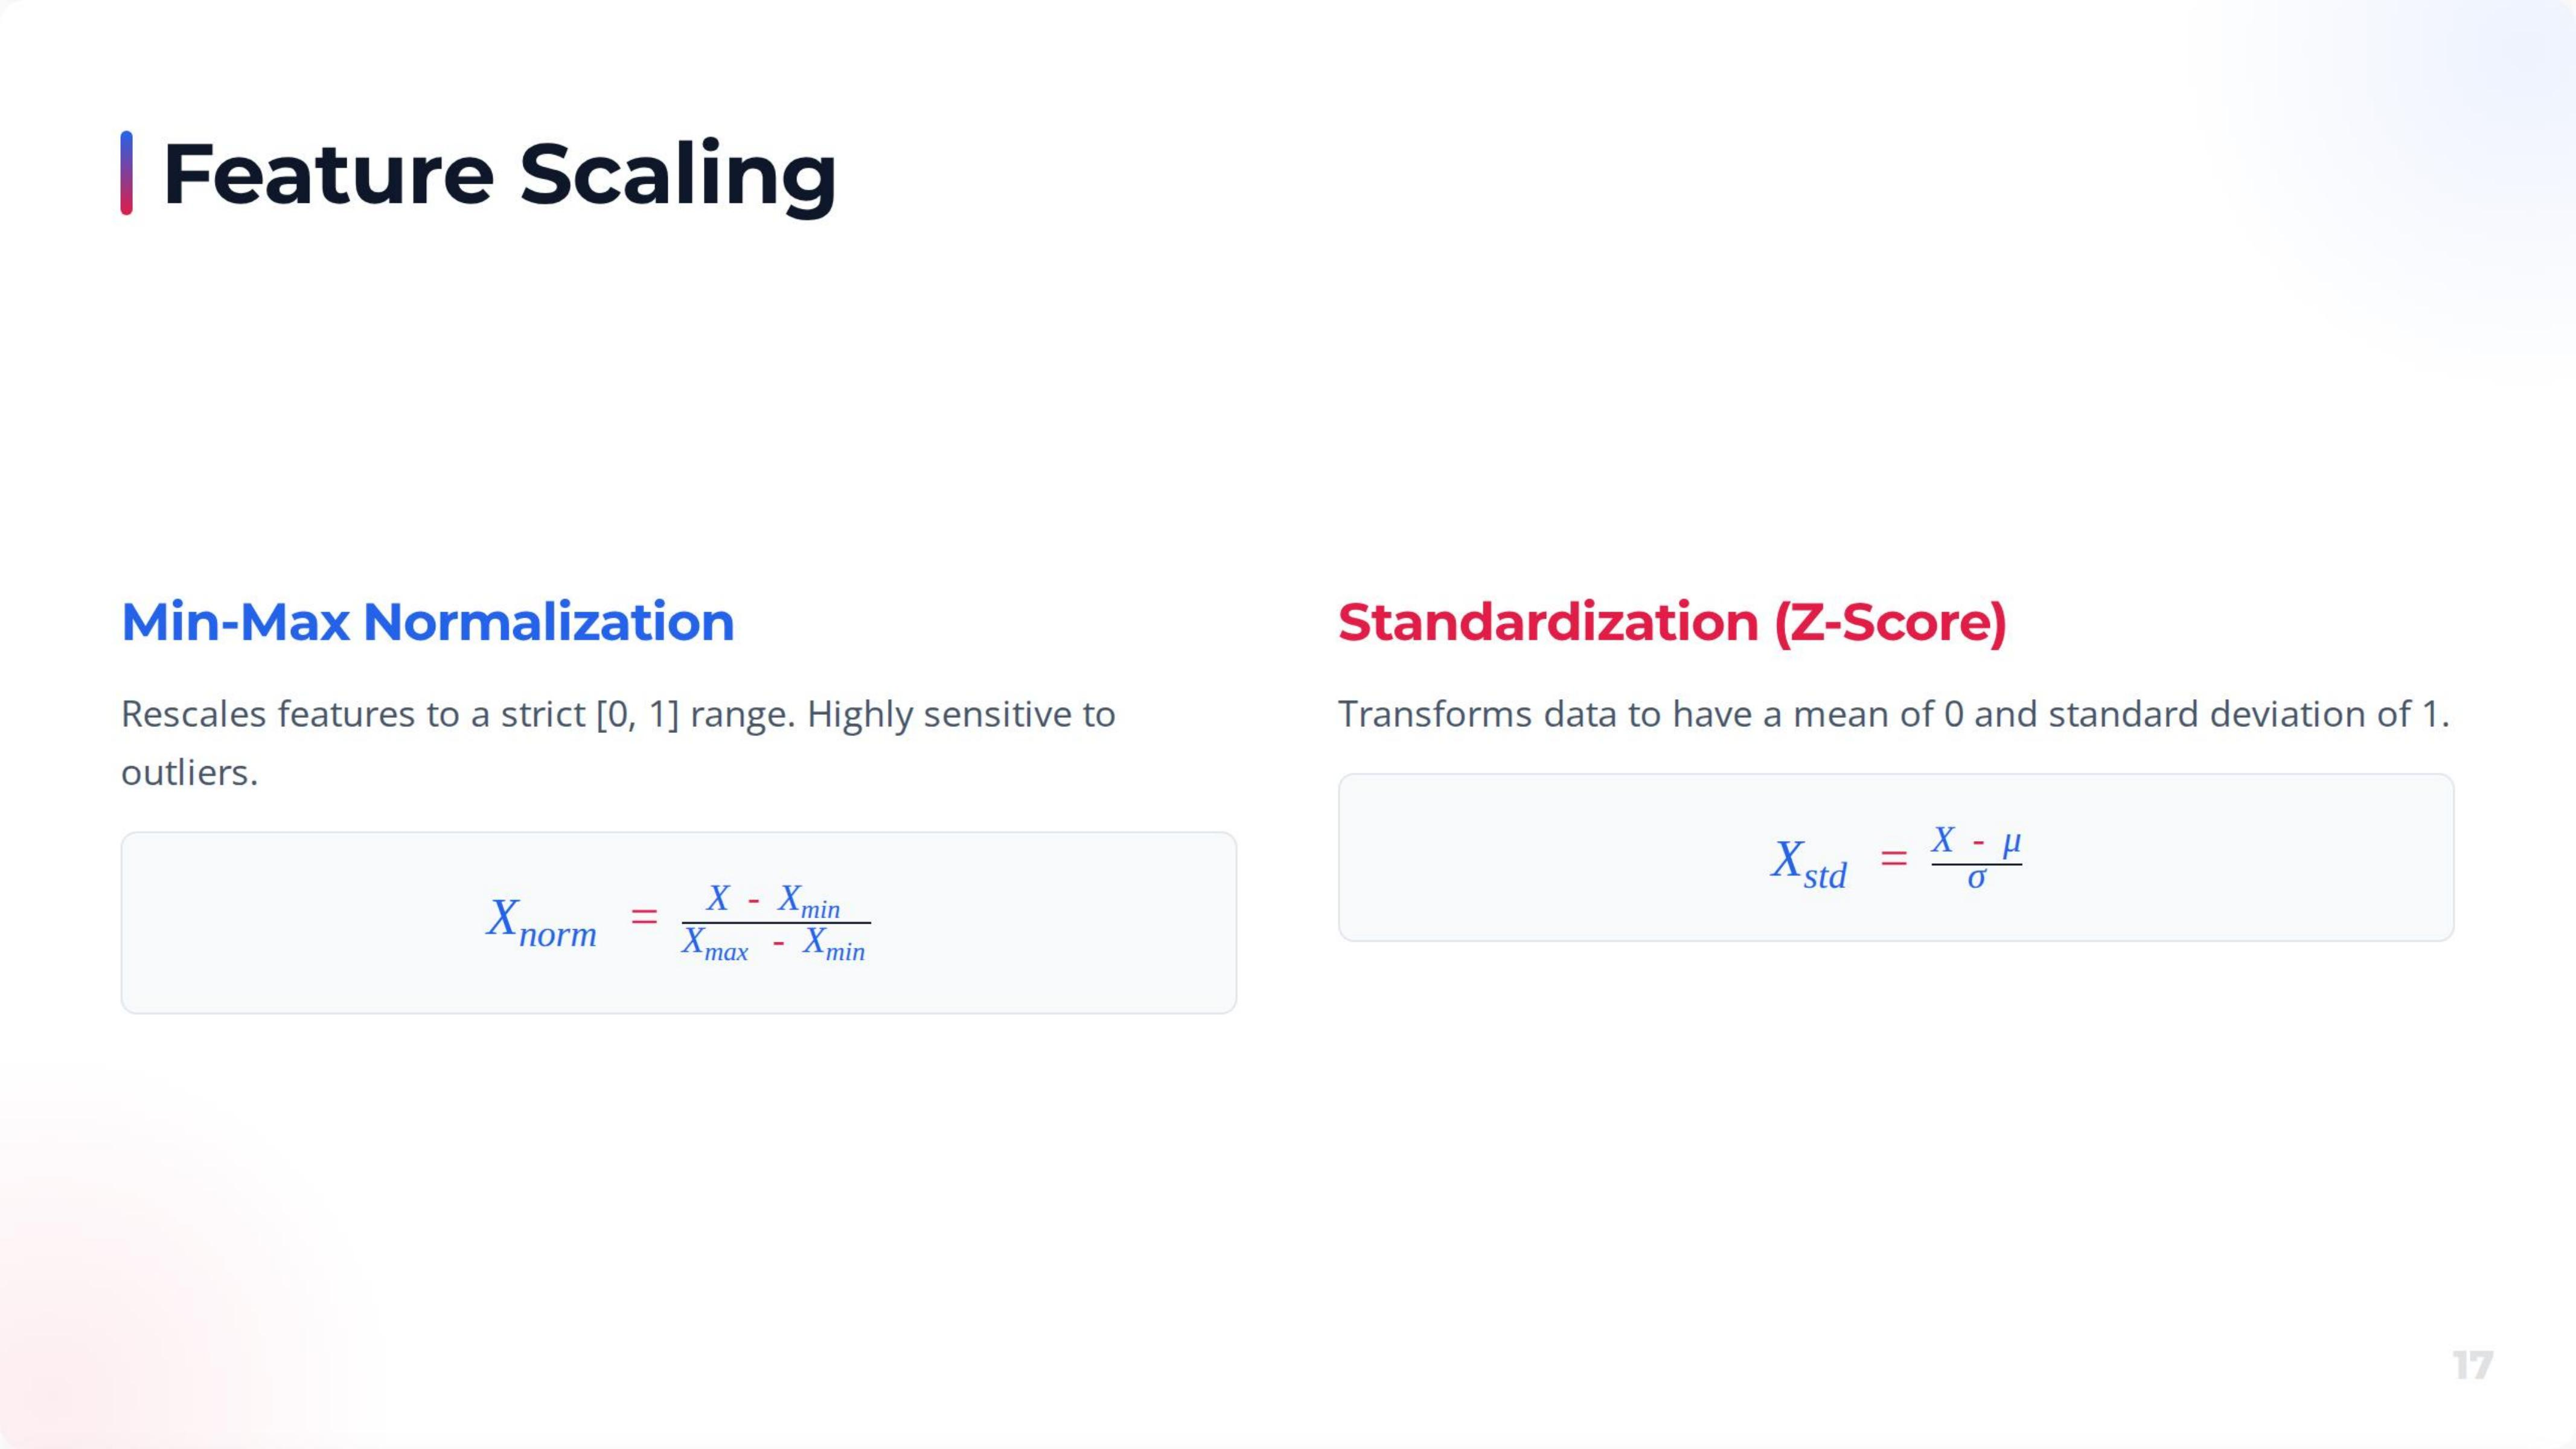 Feature Scaling
Min-Max Normalization
Rescales features to a strict [0, 1] range. Highly sensitive to
outliers.
X_norm = (X - X_min) / (X_max - X_min)
Standardization (Z-Score)
Transforms data to have a mean of 0 and standard deviation of 1.
X_std = (X - μ) / σ
17